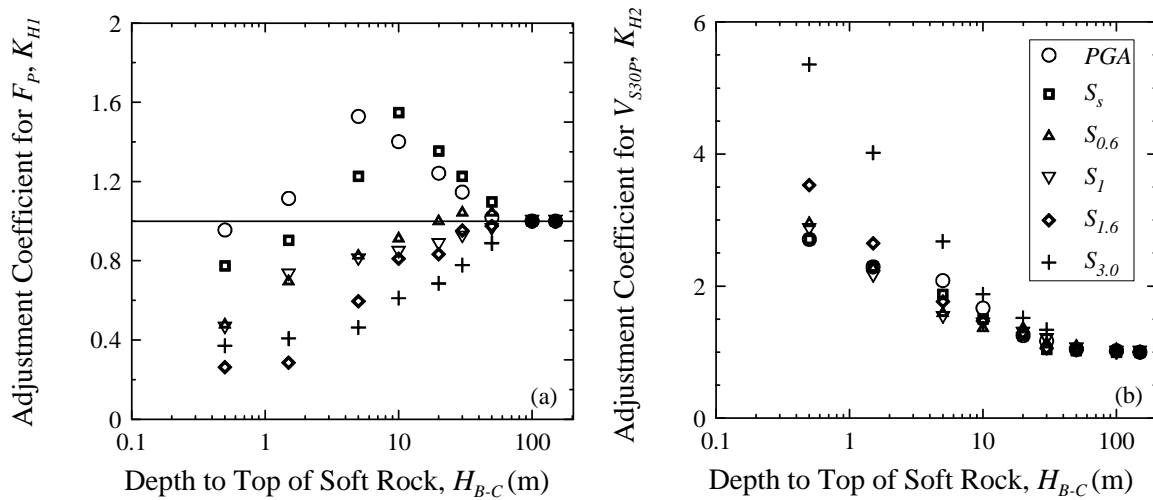 Adjustment Coefficient for F_P, K_H1
2
1.6
1.2
0.8
0.4
0
0.1
1
10
100
(a)
Depth to Top of Soft Rock, H_B-C (m)
Adjustment Coefficient for V_S30P, K_H2
6
4
2
0
0.1
1
10
100
(b)
Depth to Top of Soft Rock, H_B-C (m)
PGA
S_s
S_0.6
S_1
S_1.6
S_3.0